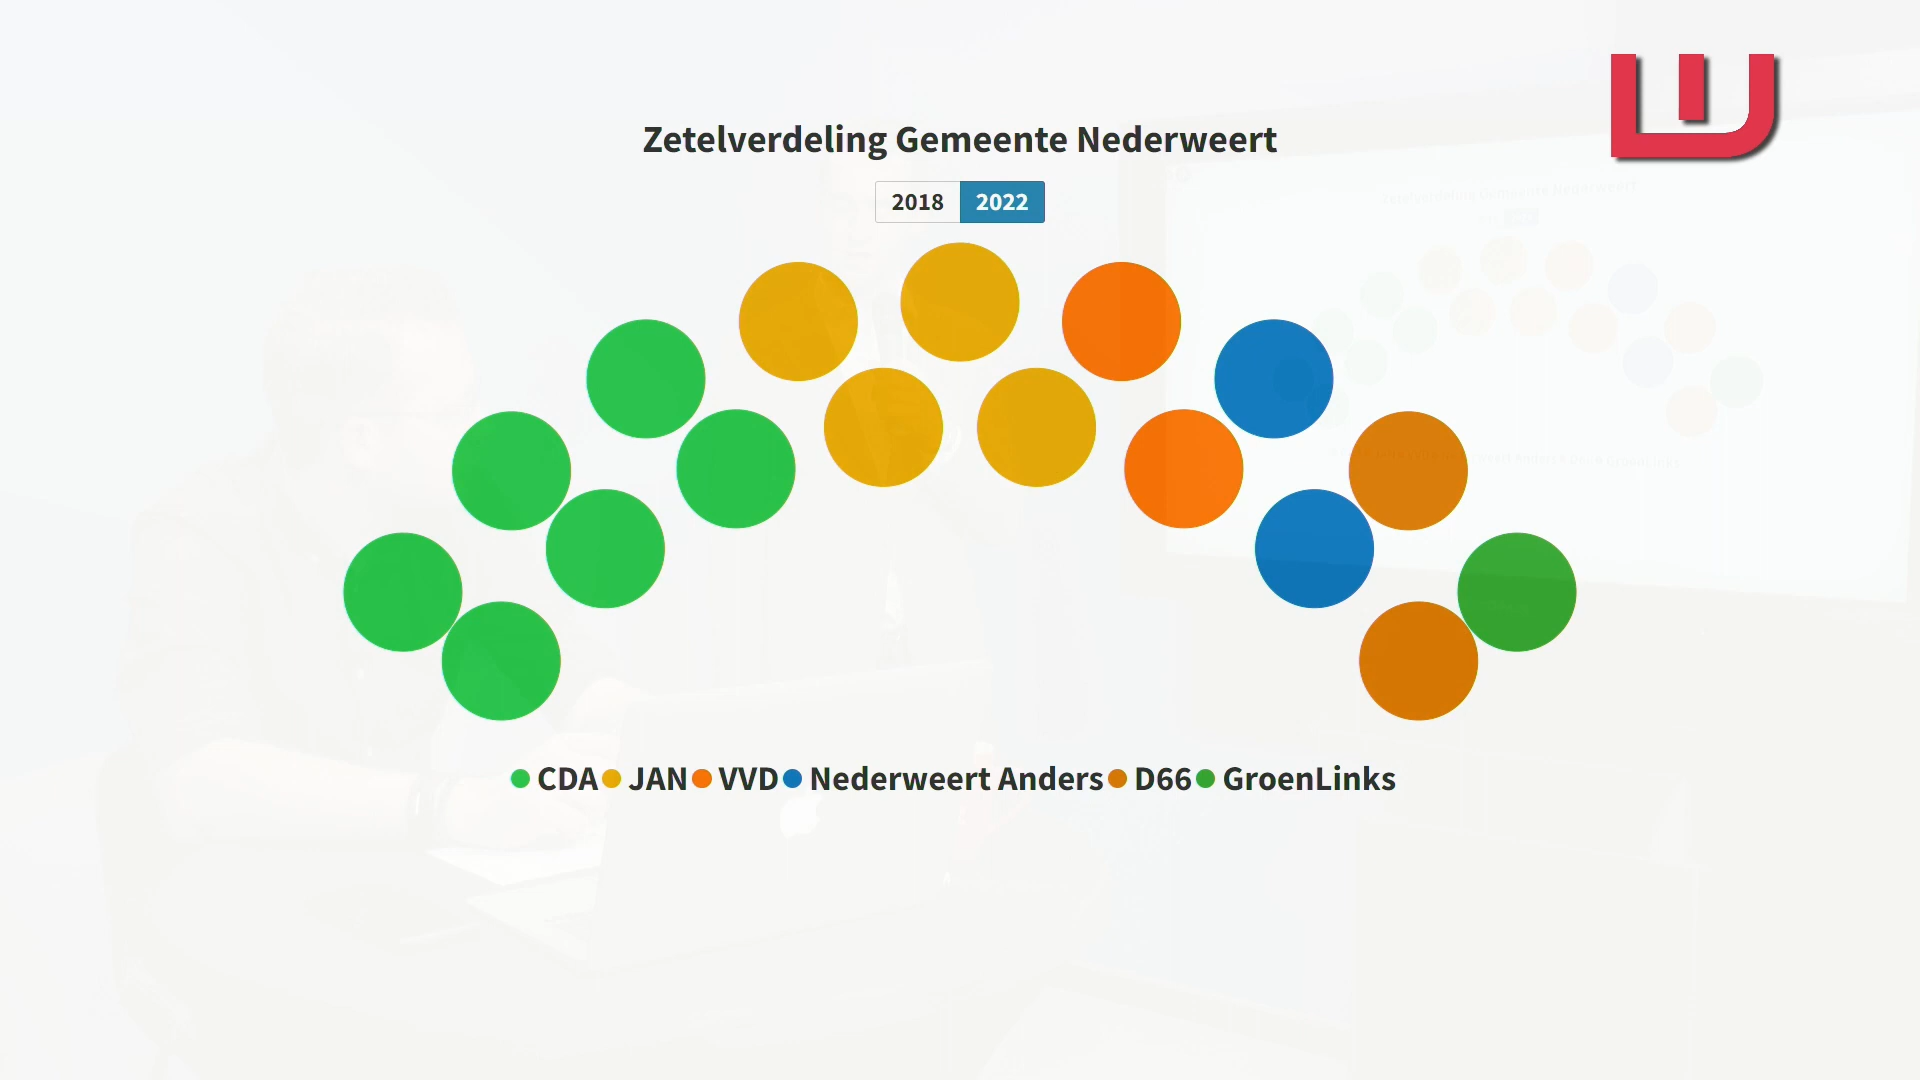 Zetelverdeling Gemeente Nederweert
2018 2022
CDA JAN VVD Nederweert Anders D66 GroenLinks